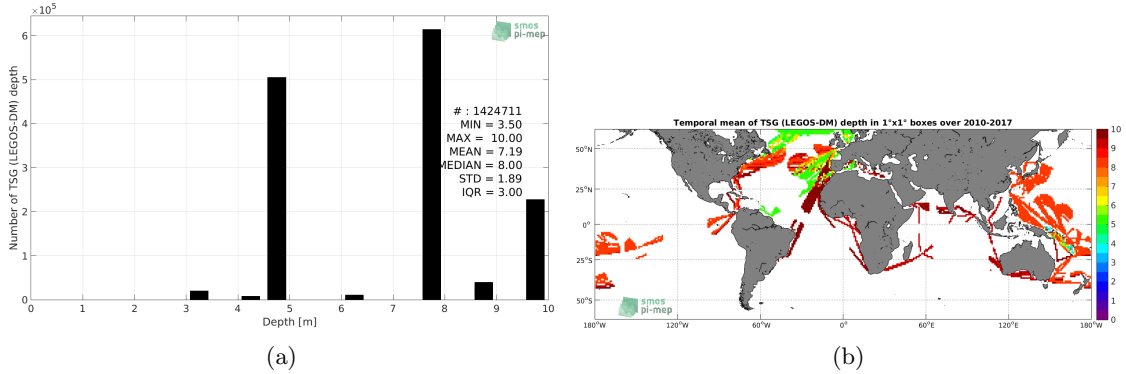 ×10⁵
smos
pi-mep
Number of TSG (LEGOS-DM) depth
6
5
4
3
2
1
0
# : 1424711
MIN = 3.50
MAX = 10.00
MEAN = 7.19
MEDIAN = 8.00
STD = 1.89
IQR = 3.00
0 1 2 3 4 5 6 7 8 9 10
Depth [m]
(a)
Temporal mean of TSG (LEGOS-DM) depth in 1°x1° boxes over 2010-2017
50°N
25°N
0°
25°S
50°S
180°W 120°W 60°W 0° 60°E 120°E 180°W
smos
pi-mep
10
9
8
7
6
5
4
3
2
1
0
(b)